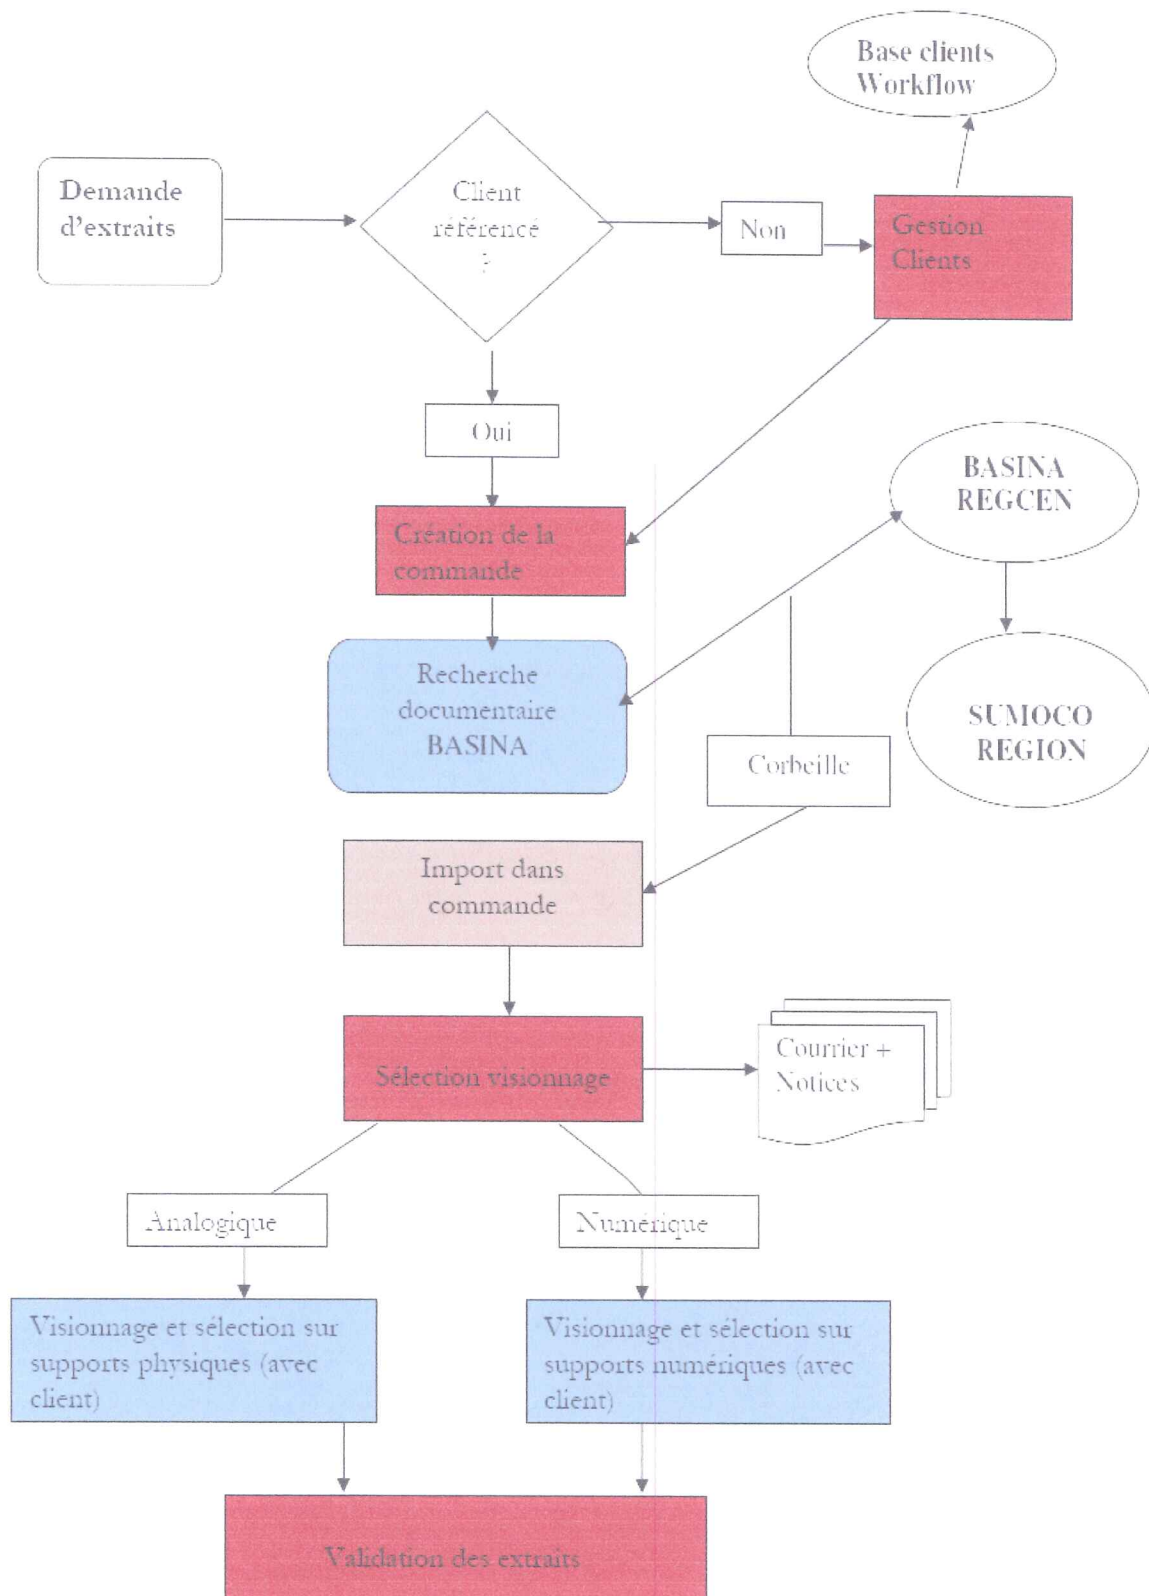 Base clients
Workflow
Demande
d'extraits
Client
référencé
?
Non
Gestion
Clients
Oui
BASINA
REGCEN
Création de la
commande
Recherche
documentaire
BASINA
SUMOCO
REGION
Corbeille
Import dans
commande
Courrier +
Notices
Sélection visionnage
Analogique
Numérique
Visionnage et sélection sur
supports physiques (avec
client)
Visionnage et sélection sur
supports numériques (avec
client)
Validation des extraits